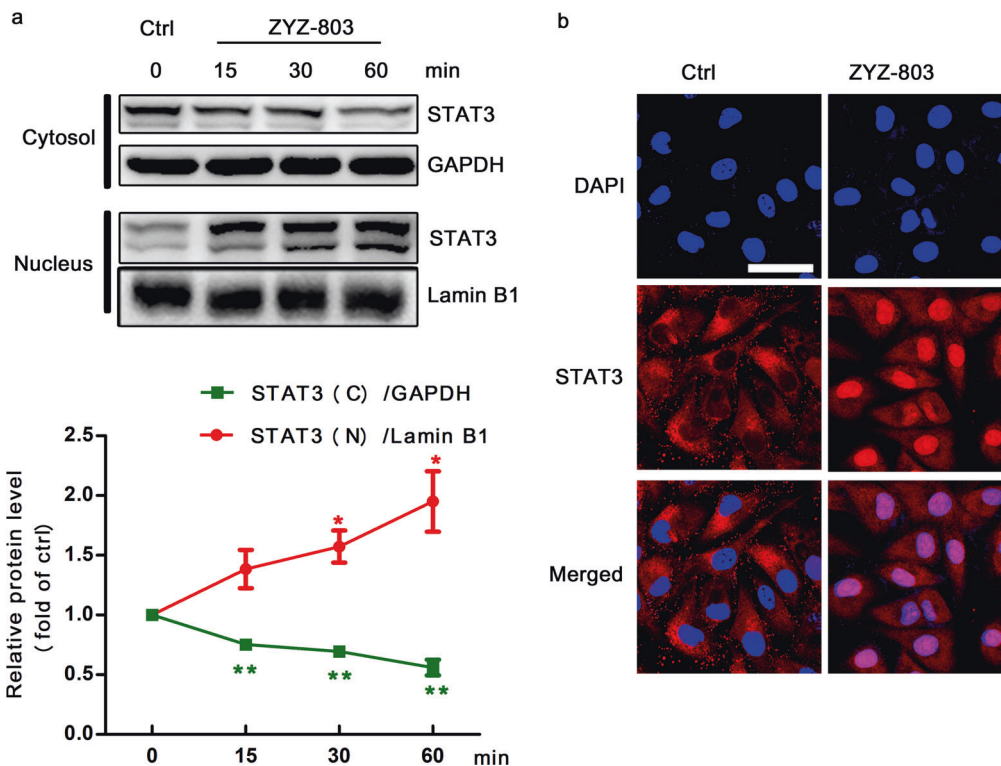 a
Ctrl ZYZ-803
0 15 30 60 min
Cytosol
STAT3
GAPDH
Nucleus
STAT3
Lamin B1
STAT3 (C) /GAPDH
STAT3 (N) /Lamin B1
Relative protein level
(fold of ctrl)
2.5
2.0
1.5
1.0
0.5
0.0
*
*
**
**
**
0 15 30 60 min
b
Ctrl ZYZ-803
DAPI
STAT3
Merged